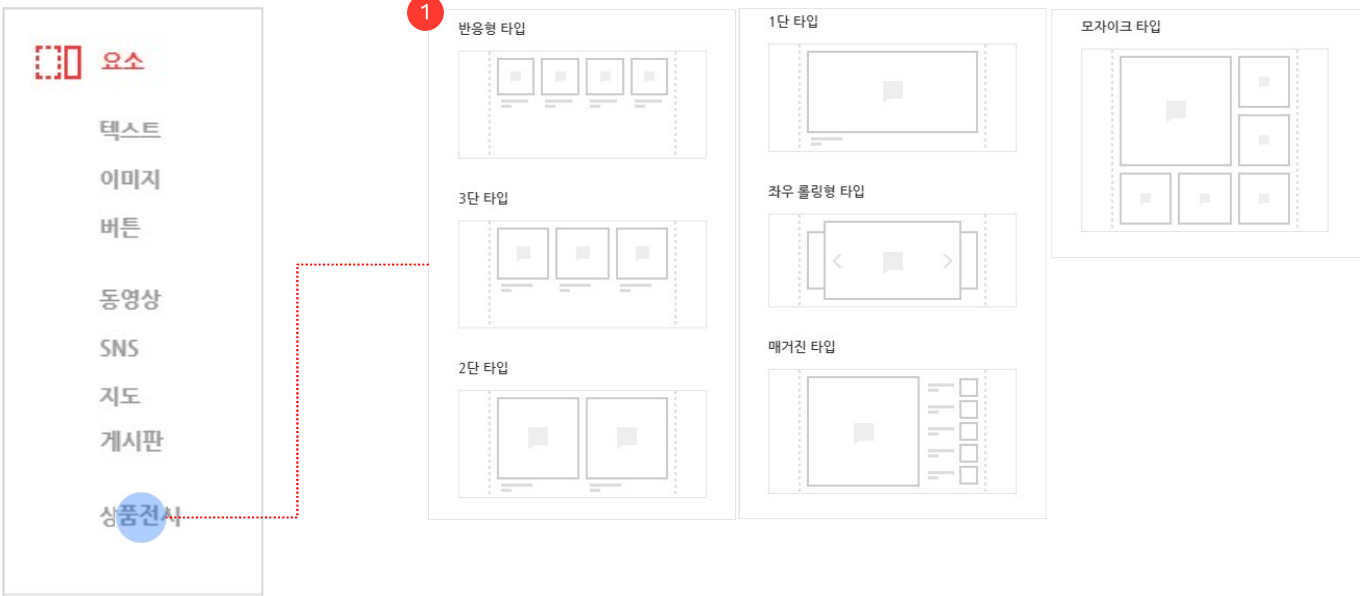 요소
텍스트
이미지
버튼
동영상
SNS
지도
게시판
상품전시
1
반응형 타입
3단 타입
2단 타입
1단 타입
좌우 롤링형 타입
매거진 타입
모자이크 타입